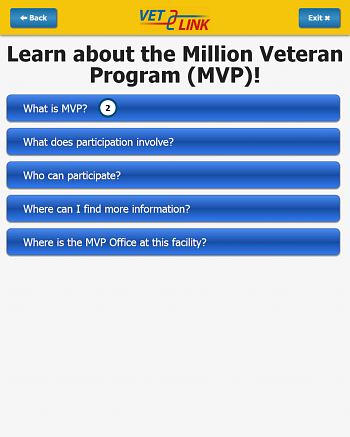 Back
VET LINK
Exit
Learn about the Million Veteran
Program (MVP)!
What is MVP? 2
What does participation involve?
Who can participate?
Where can I find more information?
Where is the MVP Office at this facility?